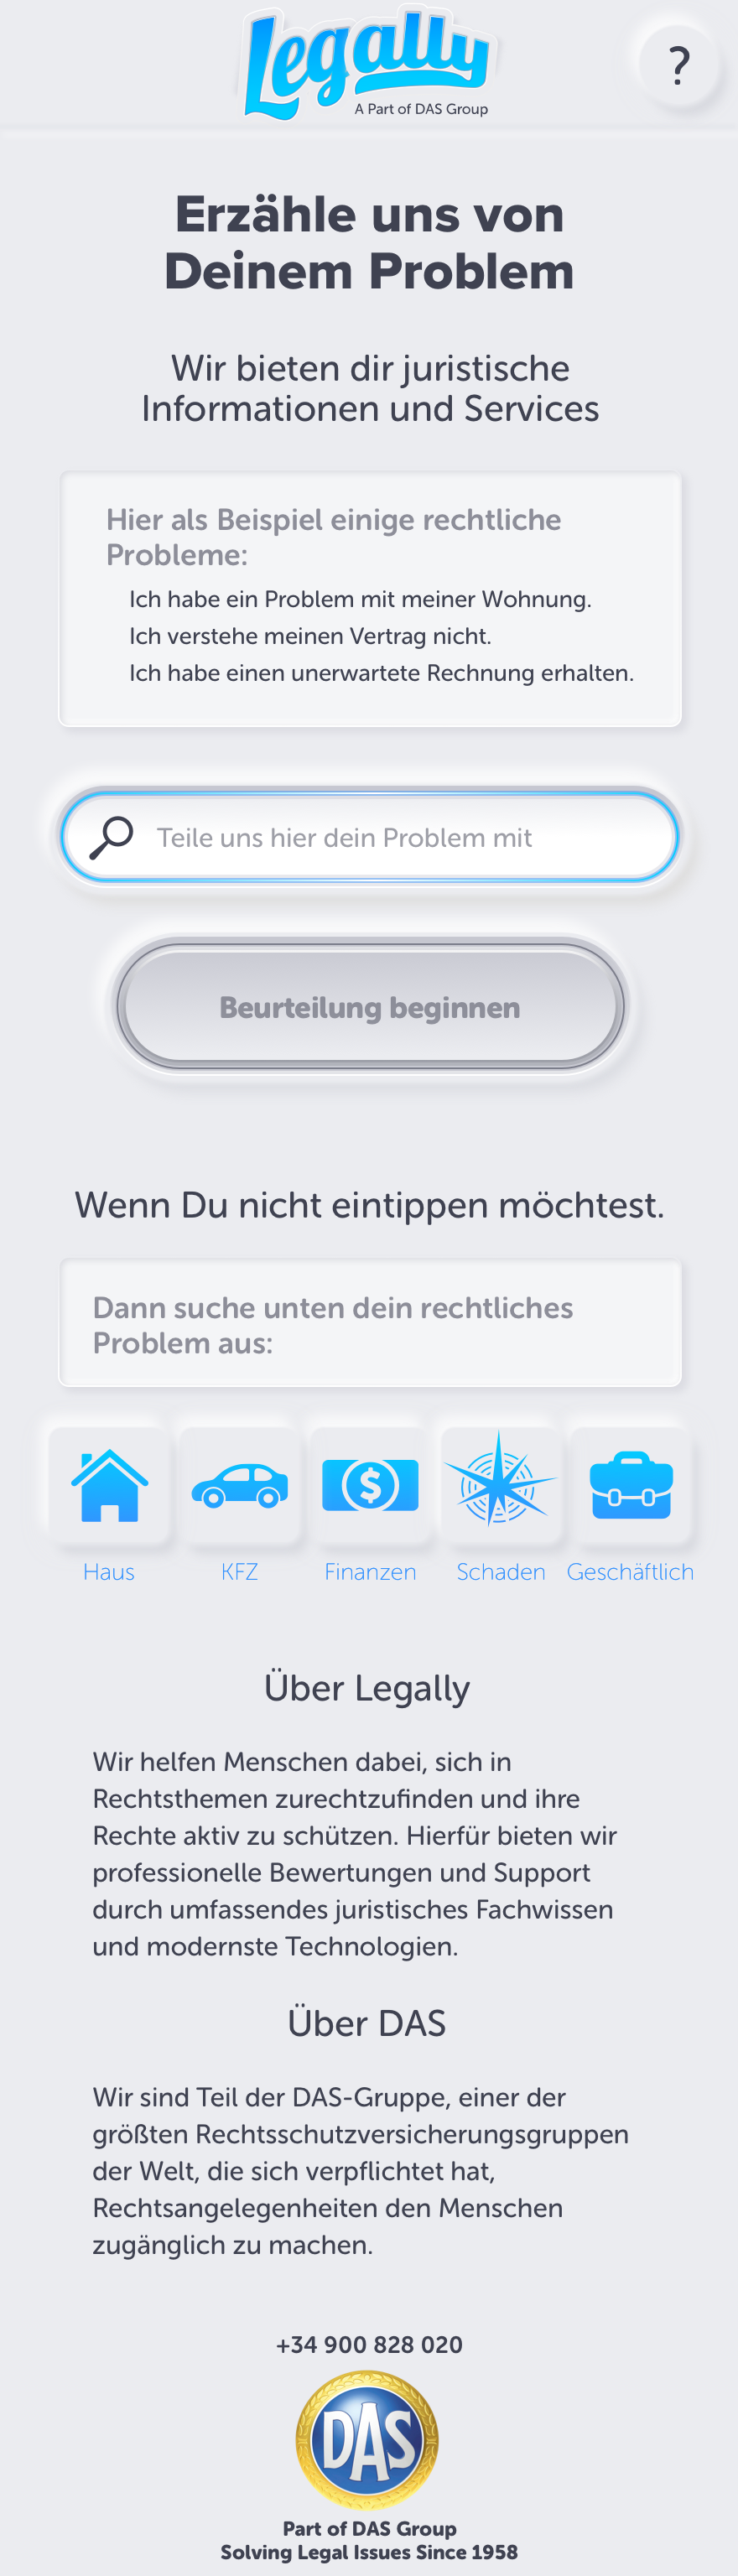 Legally
A Part of DAS Group
?
Erzähle uns von
Deinem Problem
Wir bieten dir juristische
Informationen und Services
Hier als Beispiel einige rechtliche
Probleme:
Ich habe ein Problem mit meiner Wohnung.
Ich verstehe meinen Vertrag nicht.
Ich habe einen unerwartete Rechnung erhalten.
Teile uns hier dein Problem mit
Beurteilung beginnen
Wenn Du nicht eintippen möchtest.
Dann suche unten dein rechtliches
Problem aus:
$
Haus KFZ Finanzen Schaden Geschäftlich
Über Legally
Wir helfen Menschen dabei, sich in
Rechtsthemen zurechtzufinden und ihre
Rechte aktiv zu schützen. Hierfür bieten wir
professionelle Bewertungen und Support
durch umfassendes juristisches Fachwissen
und modernste Technologien.
Über DAS
Wir sind Teil der DAS-Gruppe, einer der
größten Rechtsschutzversicherungsgruppen
der Welt, die sich verpflichtet hat,
Rechtsangelegenheiten den Menschen
zugänglich zu machen.
+34 900 828 020
DAS
Part of DAS Group
Solving Legal Issues Since 1958